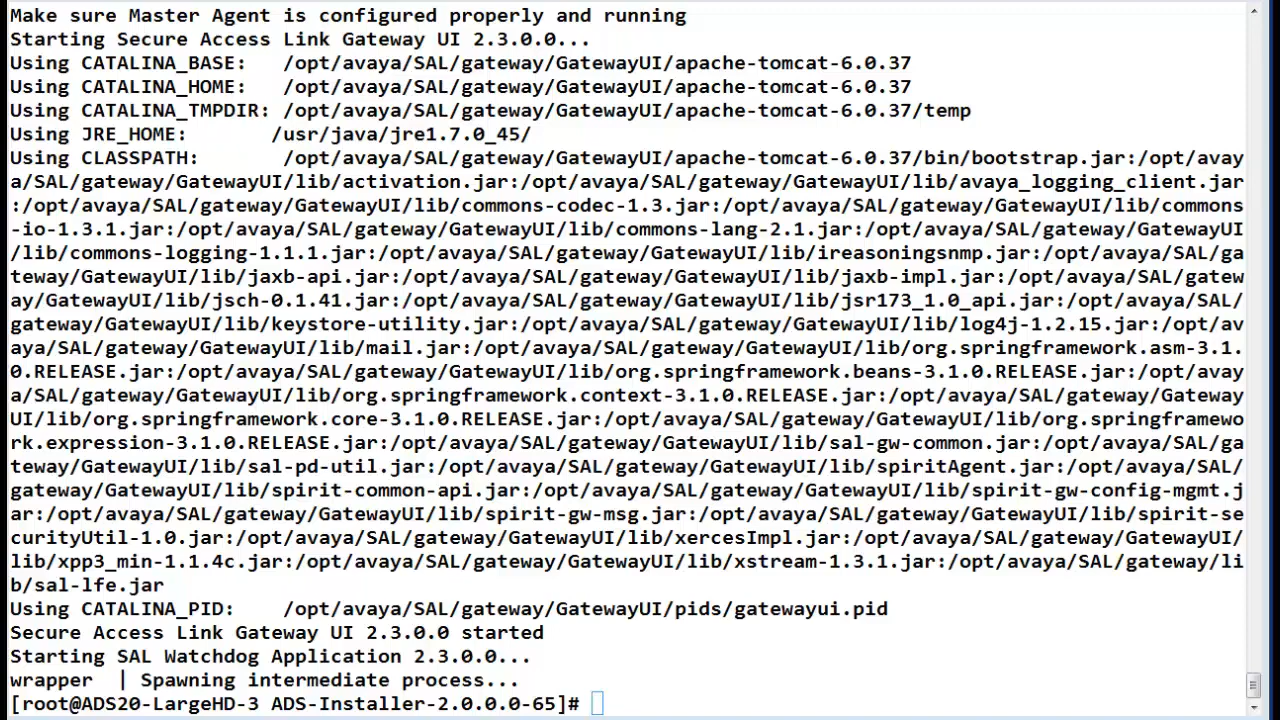 Make sure Master Agent is configured properly and running
Starting Secure Access Link Gateway UI 2.3.0.0...
Using CATALINA_BASE:   /opt/avaya/SAL/gateway/GatewayUI/apache-tomcat-6.0.37
Using CATALINA_HOME:   /opt/avaya/SAL/gateway/GatewayUI/apache-tomcat-6.0.37
Using CATALINA_TMPDIR: /opt/avaya/SAL/gateway/GatewayUI/apache-tomcat-6.0.37/temp
Using JRE_HOME:       /usr/java/jre1.7.0_45/
Using CLASSPATH:       /opt/avaya/SAL/gateway/GatewayUI/apache-tomcat-6.0.37/bin/bootstrap.jar:/opt/avay
a/SAL/gateway/GatewayUI/lib/activation.jar:/opt/avaya/SAL/gateway/GatewayUI/lib/avaya_logging_client.jar
:/opt/avaya/SAL/gateway/GatewayUI/lib/commons-codec-1.3.jar:/opt/avaya/SAL/gateway/GatewayUI/lib/commons
-io-1.3.1.jar:/opt/avaya/SAL/gateway/GatewayUI/lib/commons-lang-2.1.jar:/opt/avaya/SAL/gateway/GatewayUI
/lib/commons-logging-1.1.1.jar:/opt/avaya/SAL/gateway/GatewayUI/lib/ireasoningsnmp.jar:/opt/avaya/SAL/ga
teway/GatewayUI/lib/jaxb-api.jar:/opt/avaya/SAL/gateway/GatewayUI/lib/jaxb-impl.jar:/opt/avaya/SAL/gatew
ay/GatewayUI/lib/jsch-0.1.41.jar:/opt/avaya/SAL/gateway/GatewayUI/lib/jsr173_1.0_api.jar:/opt/avaya/SAL/
gateway/GatewayUI/lib/keystore-utility.jar:/opt/avaya/SAL/gateway/GatewayUI/lib/log4j-1.2.15.jar:/opt/av
aya/SAL/gateway/GatewayUI/lib/mail.jar:/opt/avaya/SAL/gateway/GatewayUI/lib/org.springframework.asm-3.1.
0.RELEASE.jar:/opt/avaya/SAL/gateway/GatewayUI/lib/org.springframework.beans-3.1.0.RELEASE.jar:/opt/avay
a/SAL/gateway/GatewayUI/lib/org.springframework.context-3.1.0.RELEASE.jar:/opt/avaya/SAL/gateway/Gateway
UI/lib/org.springframework.core-3.1.0.RELEASE.jar:/opt/avaya/SAL/gateway/GatewayUI/lib/org.springframewo
rk.expression-3.1.0.RELEASE.jar:/opt/avaya/SAL/gateway/GatewayUI/lib/sal-gw-common.jar:/opt/avaya/SAL/ga
teway/GatewayUI/lib/sal-pd-util.jar:/opt/avaya/SAL/gateway/GatewayUI/lib/spiritAgent.jar:/opt/avaya/SAL/
gateway/GatewayUI/lib/spirit-common-api.jar:/opt/avaya/SAL/gateway/GatewayUI/lib/spirit-gw-config-mgmt.j
ar:/opt/avaya/SAL/gateway/GatewayUI/lib/spirit-gw-msg.jar:/opt/avaya/SAL/gateway/GatewayUI/lib/spirit-se
curityUtil-1.0.jar:/opt/avaya/SAL/gateway/GatewayUI/lib/xercesImpl.jar:/opt/avaya/SAL/gateway/GatewayUI/
lib/xpp3_min-1.1.4c.jar:/opt/avaya/SAL/gateway/GatewayUI/lib/xstream-1.3.1.jar:/opt/avaya/SAL/gateway/li
b/sal-lfe.jar
Using CATALINA_PID:    /opt/avaya/SAL/gateway/GatewayUI/pids/gatewayui.pid
Secure Access Link Gateway UI 2.3.0.0 started
Starting SAL Watchdog Application 2.3.0.0...
wrapper  | Spawning intermediate process...
[root@ADS20-LargeHD-3 ADS-Installer-2.0.0.0-65]#